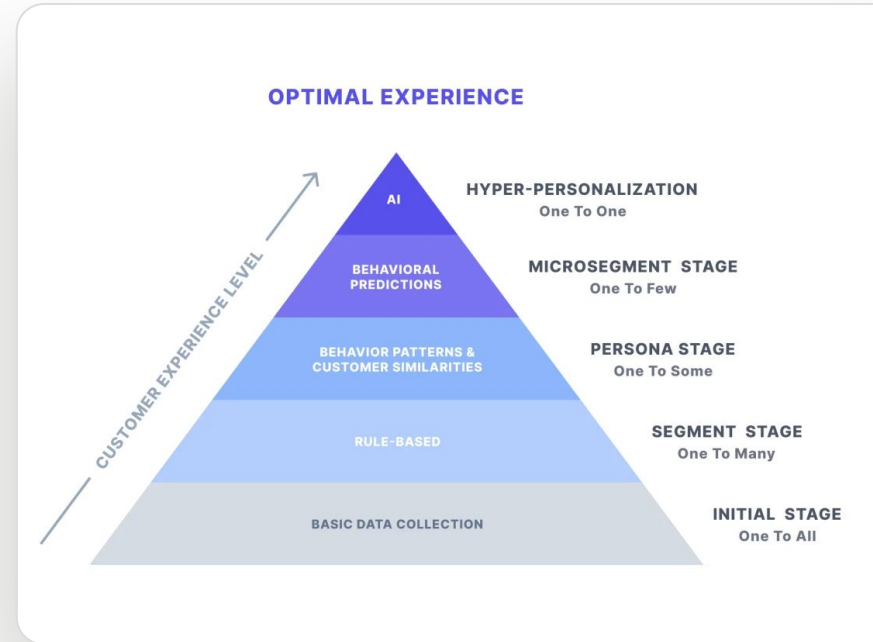 OPTIMAL EXPERIENCE
CUSTOMER EXPERIENCE LEVEL
AI
HYPER-PERSONALIZATION
One To One
BEHAVIORAL
PREDICTIONS
MICROSEGMENT STAGE
One To Few
BEHAVIOR PATTERNS &
CUSTOMER SIMILARITIES
PERSONA STAGE
One To Some
RULE-BASED
SEGMENT STAGE
One To Many
BASIC DATA COLLECTION
INITIAL STAGE
One To All